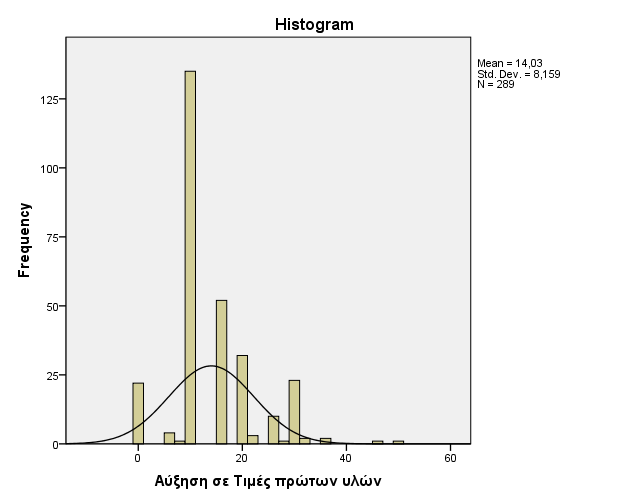 Histogram
Mean = 14,03
Std. Dev. = 8,159
N = 289
125
100
75
50
25
0
Frequency
0 20 40 60
Αύξηση σε Τιμές πρώτων υλών